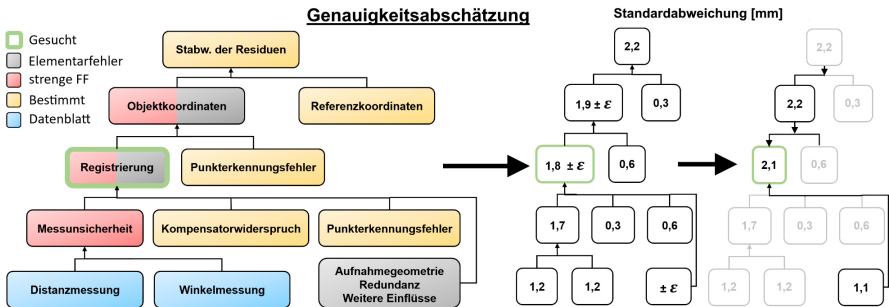 Genauigkeitsabschätzung
Standardabweichung [mm]
Gesucht
Elementarfehler
strenge FF
Bestimmt
Datenblatt
Stabw. der Residuen
Objektkoordinaten
Referenzkoordinaten
Registrierung
Punkterkennungsfehler
Messunsicherheit
Kompensatorwiderspruch
Punkterkennungsfehler
Distanzmessung
Winkelmessung
Aufnahmegeometrie
Redundanz
Weitere Einflüsse
2,2
1,9 ± ε
0,3
1,8 ± ε
0,6
1,7
0,3
0,6
1,2
1,2
± ε
2,2
2,2
0,3
2,1
0,6
1,7
0,3
0,6
1,2
1,2
1,1